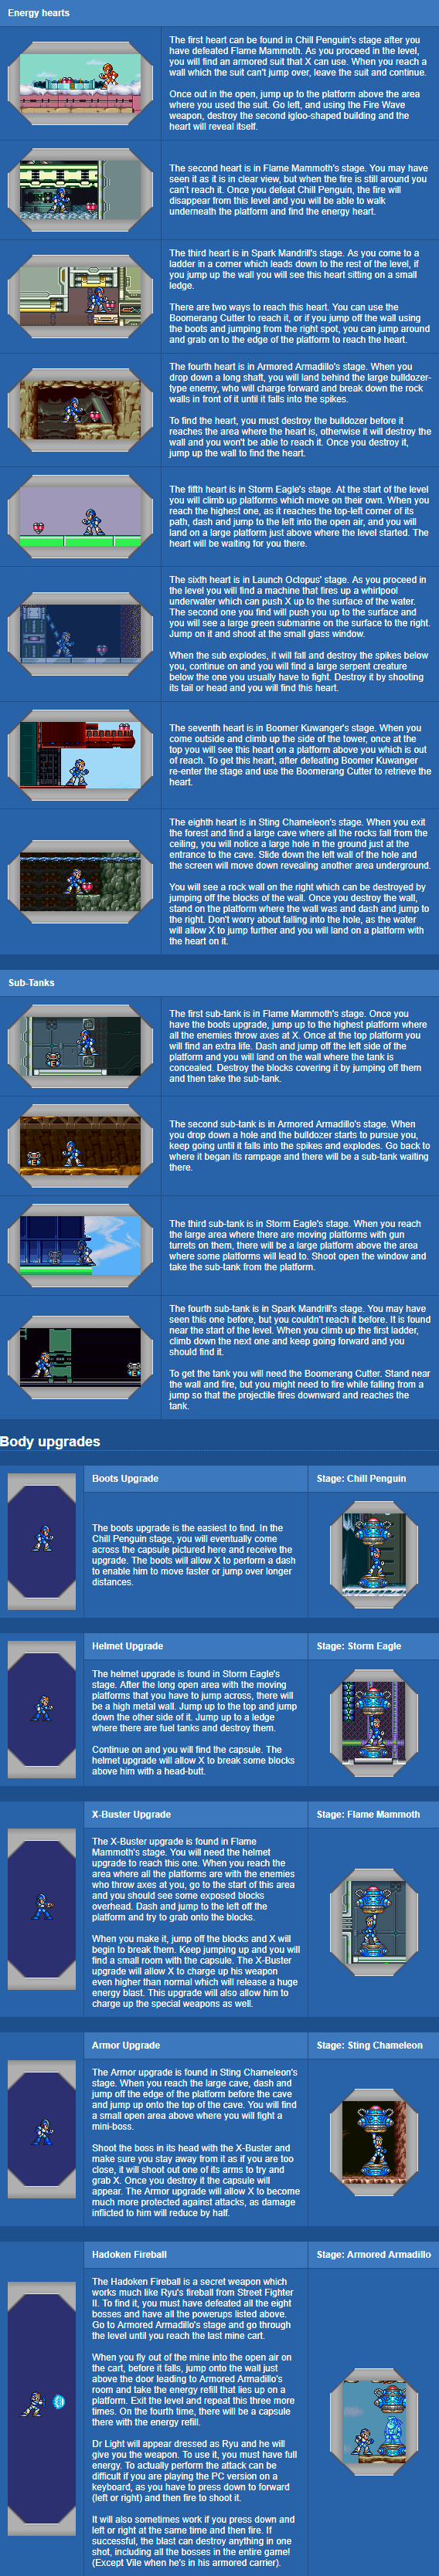 Energy hearts
The first heart can be found in Chill Penguin's stage after you
have defeated Flame Mammoth. As you proceed in the level,
you will find an armored suit that X can use. When you reach a
wall which the suit can't jump over, leave the suit and continue.
Once out in the open, jump up to the platform above the area
where you used the suit. Go left, and using the Fire Wave
weapon, destroy the second igloo-shaped building and the
heart will reveal itself.
The second heart is in Flame Mammoth's stage. You may have
seen it as it is in clear view, but when the fire is still around you
can't reach it. Once you defeat Chill Penguin, the fire will
disappear from this level and you will be able to walk
underneath the platform and find the energy heart.
The third heart is in Spark Mandrill's stage. As you come to a
ladder in a corner which leads down to the rest of the level, if
you jump up the wall you will see this heart sitting on a small
ledge.
There are two ways to reach this heart. You can use the
Boomerang Cutter to reach it, or if you jump off the wall using
the boots and jumping from the right spot, you can jump around
and grab on to the edge of the platform to reach the heart.
The fourth heart is in Armored Armadillo's stage. When you
drop down a long shaft, you will land behind the large bulldozer-
type enemy, who will charge forward and break down the rock
walls in front of it until it falls into the spikes.
To find the heart, you must destroy the bulldozer before it
reaches the area where the heart is, otherwise it will destroy the
wall and you won't be able to reach it. Once you destroy it,
jump up the wall to find the heart.
The fifth heart is in Storm Eagle's stage. At the start of the level
you will climb up platforms which move on their own. When you
reach the highest one, as it reaches the top-left corner of its
path, dash and jump to the left into the open air, and you will
land on a large platform just above where the level started. The
heart will be waiting for you there.
The sixth heart is in Launch Octopus' stage. As you proceed in
the level you will find a machine that fires up a whirlpool
underwater which can push X up to the surface of the water.
The second one you find will push you up to the surface and
you will see a large green submarine on the surface to the right.
Jump on it and shoot at the small glass window.
When the sub explodes, it will fall and destroy the spikes below
you, continue on and you will find a large serpent creature
below the one you usually have to fight. Destroy it by shooting
its tail or head and you will find this heart.
The seventh heart is in Boomer Kuwanger's stage. When you
come outside and climb up the side of the tower, once at the
top you will see this heart on a platform above you which is out
of reach. To get this heart, after defeating Boomer Kuwanger
re-enter the stage and use the Boomerang Cutter to retrieve the
heart.
The eighth heart is in Sting Chameleon's stage. When you exit
the forest and find a large cave where all the rocks fall from the
ceiling, you will notice a large hole in the ground just at the
entrance to the cave. Slide down the left wall of the hole and
the screen will move down revealing another area underground.
You will see a rock wall on the right which can be destroyed by
jumping off the blocks of the wall. Once you destroy the wall,
stand on the platform where the wall was and dash and jump to
the right. Don't worry about falling into the hole, as the water
will allow X to jump further and you will land on a platform with
the heart on it.
Sub-Tanks
The first sub-tank is in Flame Mammoth's stage. Once you
have the boots upgrade, jump up to the highest platform where
all the enemies throw axes at X. Once at the top platform you
will find an extra life. Dash and jump off the left side of the
platform and you will land on the wall where the tank is
concealed. Destroy the blocks covering it by jumping off them
and then take the sub-tank.
The second sub-tank is in Armored Armadillo's stage. When
you drop down a hole and the bulldozer starts to pursue you,
keep going until it falls into the spikes and explodes. Go back to
where it began its rampage and there will be a sub-tank waiting
there.
The third sub-tank is in Storm Eagle's stage. When you reach
the large area where there are moving platforms with gun
turrets on them, there will be a large platform above the area
where some platforms will lead to. Shoot open the window and
take the sub-tank from the platform.
The fourth sub-tank is in Spark Mandrill's stage. You may have
seen this one before, but you couldn't reach it before. It is found
near the start of the level. When you climb up the first ladder,
climb down the next one and keep going forward and you
should find it.
To get the tank you will need the Boomerang Cutter. Stand near
the wall and fire, but you might need to fire while falling from a
jump so that the projectile fires downward and reaches the
tank.
Body upgrades
Boots Upgrade
Stage: Chill Penguin
The boots upgrade is the easiest to find. In the
Chill Penguin stage, you will eventually come
across the capsule pictured here and receive the
upgrade. The boots will allow X to perform a dash
to enable him to move faster or jump over longer
distances.
Helmet Upgrade
Stage: Storm Eagle
The helmet upgrade is found in Storm Eagle's
stage. After the long open area with the moving
platforms that you have to jump across, there will
be a high metal wall. Jump up to the top and jump
down the other side of it. Jump up to a ledge
where there are fuel tanks and destroy them.
Continue on and you will find the capsule. The
helmet upgrade will allow X to break some blocks
above him with a head-butt.
X-Buster Upgrade
Stage: Flame Mammoth
The X-Buster upgrade is found in Flame
Mammoth's stage. You will need the helmet
upgrade to reach this one. When you reach the
area where all the platforms are with the enemies
who throw axes at you, go to the start of this area
and you should see some exposed blocks
overhead. Dash and jump to the left off the
platform and try to grab onto the blocks.
When you make it, jump off the blocks and X will
begin to break them. Keep jumping up and you will
find a small room with the capsule. The X-Buster
upgrade will allow X to charge up his weapon
even higher than normal which will release a huge
energy blast. This upgrade will also allow him to
charge up the special weapons as well.
Armor Upgrade
Stage: Sting Chameleon
The Armor upgrade is found in Sting Chameleon's
stage. When you reach the large cave, dash and
jump off the edge of the platform before the cave
and jump up onto the top of the cave. You will find
a small open area above where you will fight a
mini-boss.
Shoot the boss in its head with the X-Buster and
make sure you stay away from it as if you are too
close, it will shoot out one of its arms to try and
grab X. Once you destroy it the capsule will
appear. The Armor upgrade will allow X to become
much more protected against attacks, as damage
inflicted to him will reduce by half.
Hadoken Fireball
Stage: Armored Armadillo
The Hadoken Fireball is a secret weapon which
works much like Ryu's fireball from Street Fighter
II. To find it, you must have defeated all the eight
bosses and have all the powerups listed above.
Go to Armored Armadillo's stage and go through
the level until you reach the last mine cart.
When you fly out of the mine into the open air on
the cart, before it falls, jump onto the wall just
above the door leading to Armored Armadillo's
room and take the energy refill that lies up on a
platform. Exit the level and repeat this three more
times. On the fourth time, there will be a capsule
there with the energy refill.
Dr Light will appear dressed as Ryu and he will
give you the weapon. To use it, you must have full
energy. To actually perform the attack can be
difficult if you are playing the PC version on a
keyboard, as you have to press down to forward
(left or right) and then fire to shoot it.
It will also sometimes work if you press down and
left or right at the same time and then fire. If
successful, the blast can destroy anything in one
shot, including all the bosses in the entire game!
(Except Vile when he's in his armored carrier).